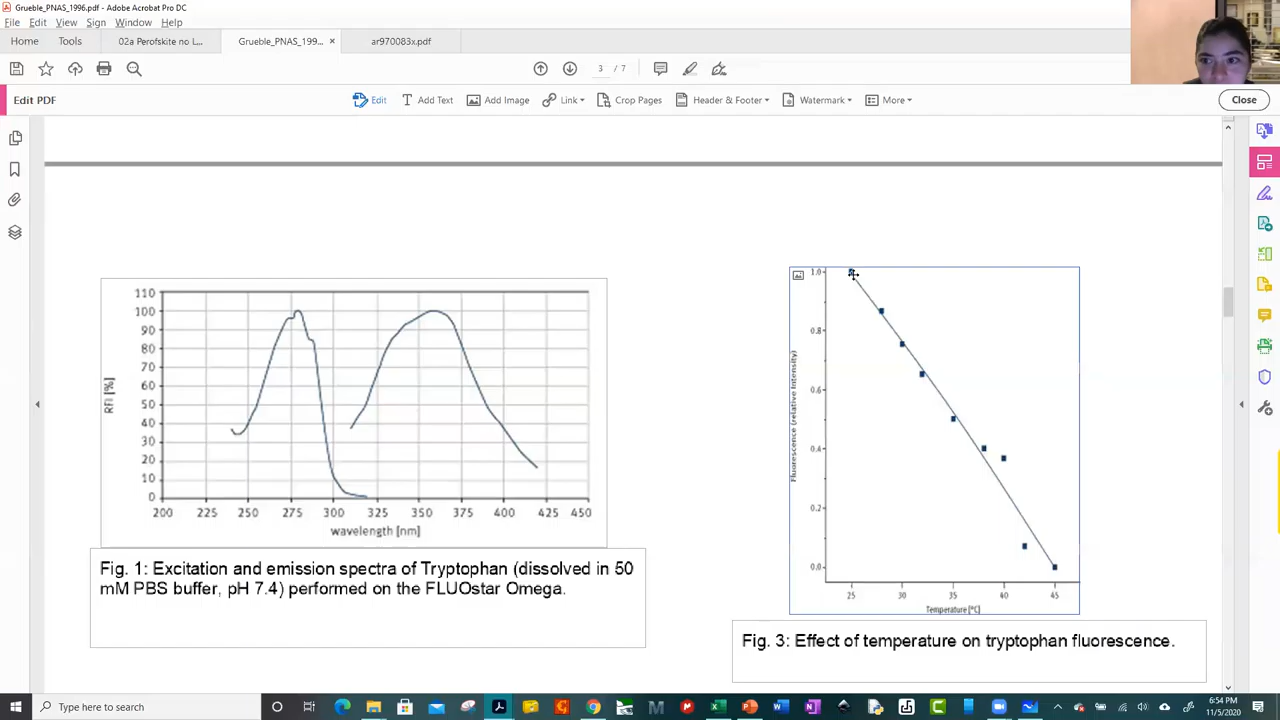 Grueble_PNAS_1996.pdf - Adobe Acrobat Pro DC
File Edit View Sign Window Help
Home Tools 02a Perofskite no L... Grueble_PNAS_199... × ar970083x.pdf
3 / 7
Edit PDF Edit Add Text Add Image Link Crop Pages Header & Footer Watermark More Close
110
100
90
80
70
60
50
40
30
20
10
0
RFI [%]
200 225 250 275 300 325 350 375 400 425 450
wavelength [nm]
Fig. 1: Excitation and emission spectra of Tryptophan (dissolved in 50
mM PBS buffer, pH 7.4) performed on the FLUOstar Omega.
1.0
0.8
0.6
0.4
0.2
0.0
Fluorescence (relative intensity)
25 30 35 40 45
Temperature [°C]
Fig. 3: Effect of temperature on tryptophan fluorescence.
Type here to search
6:54 PM
11/5/2020